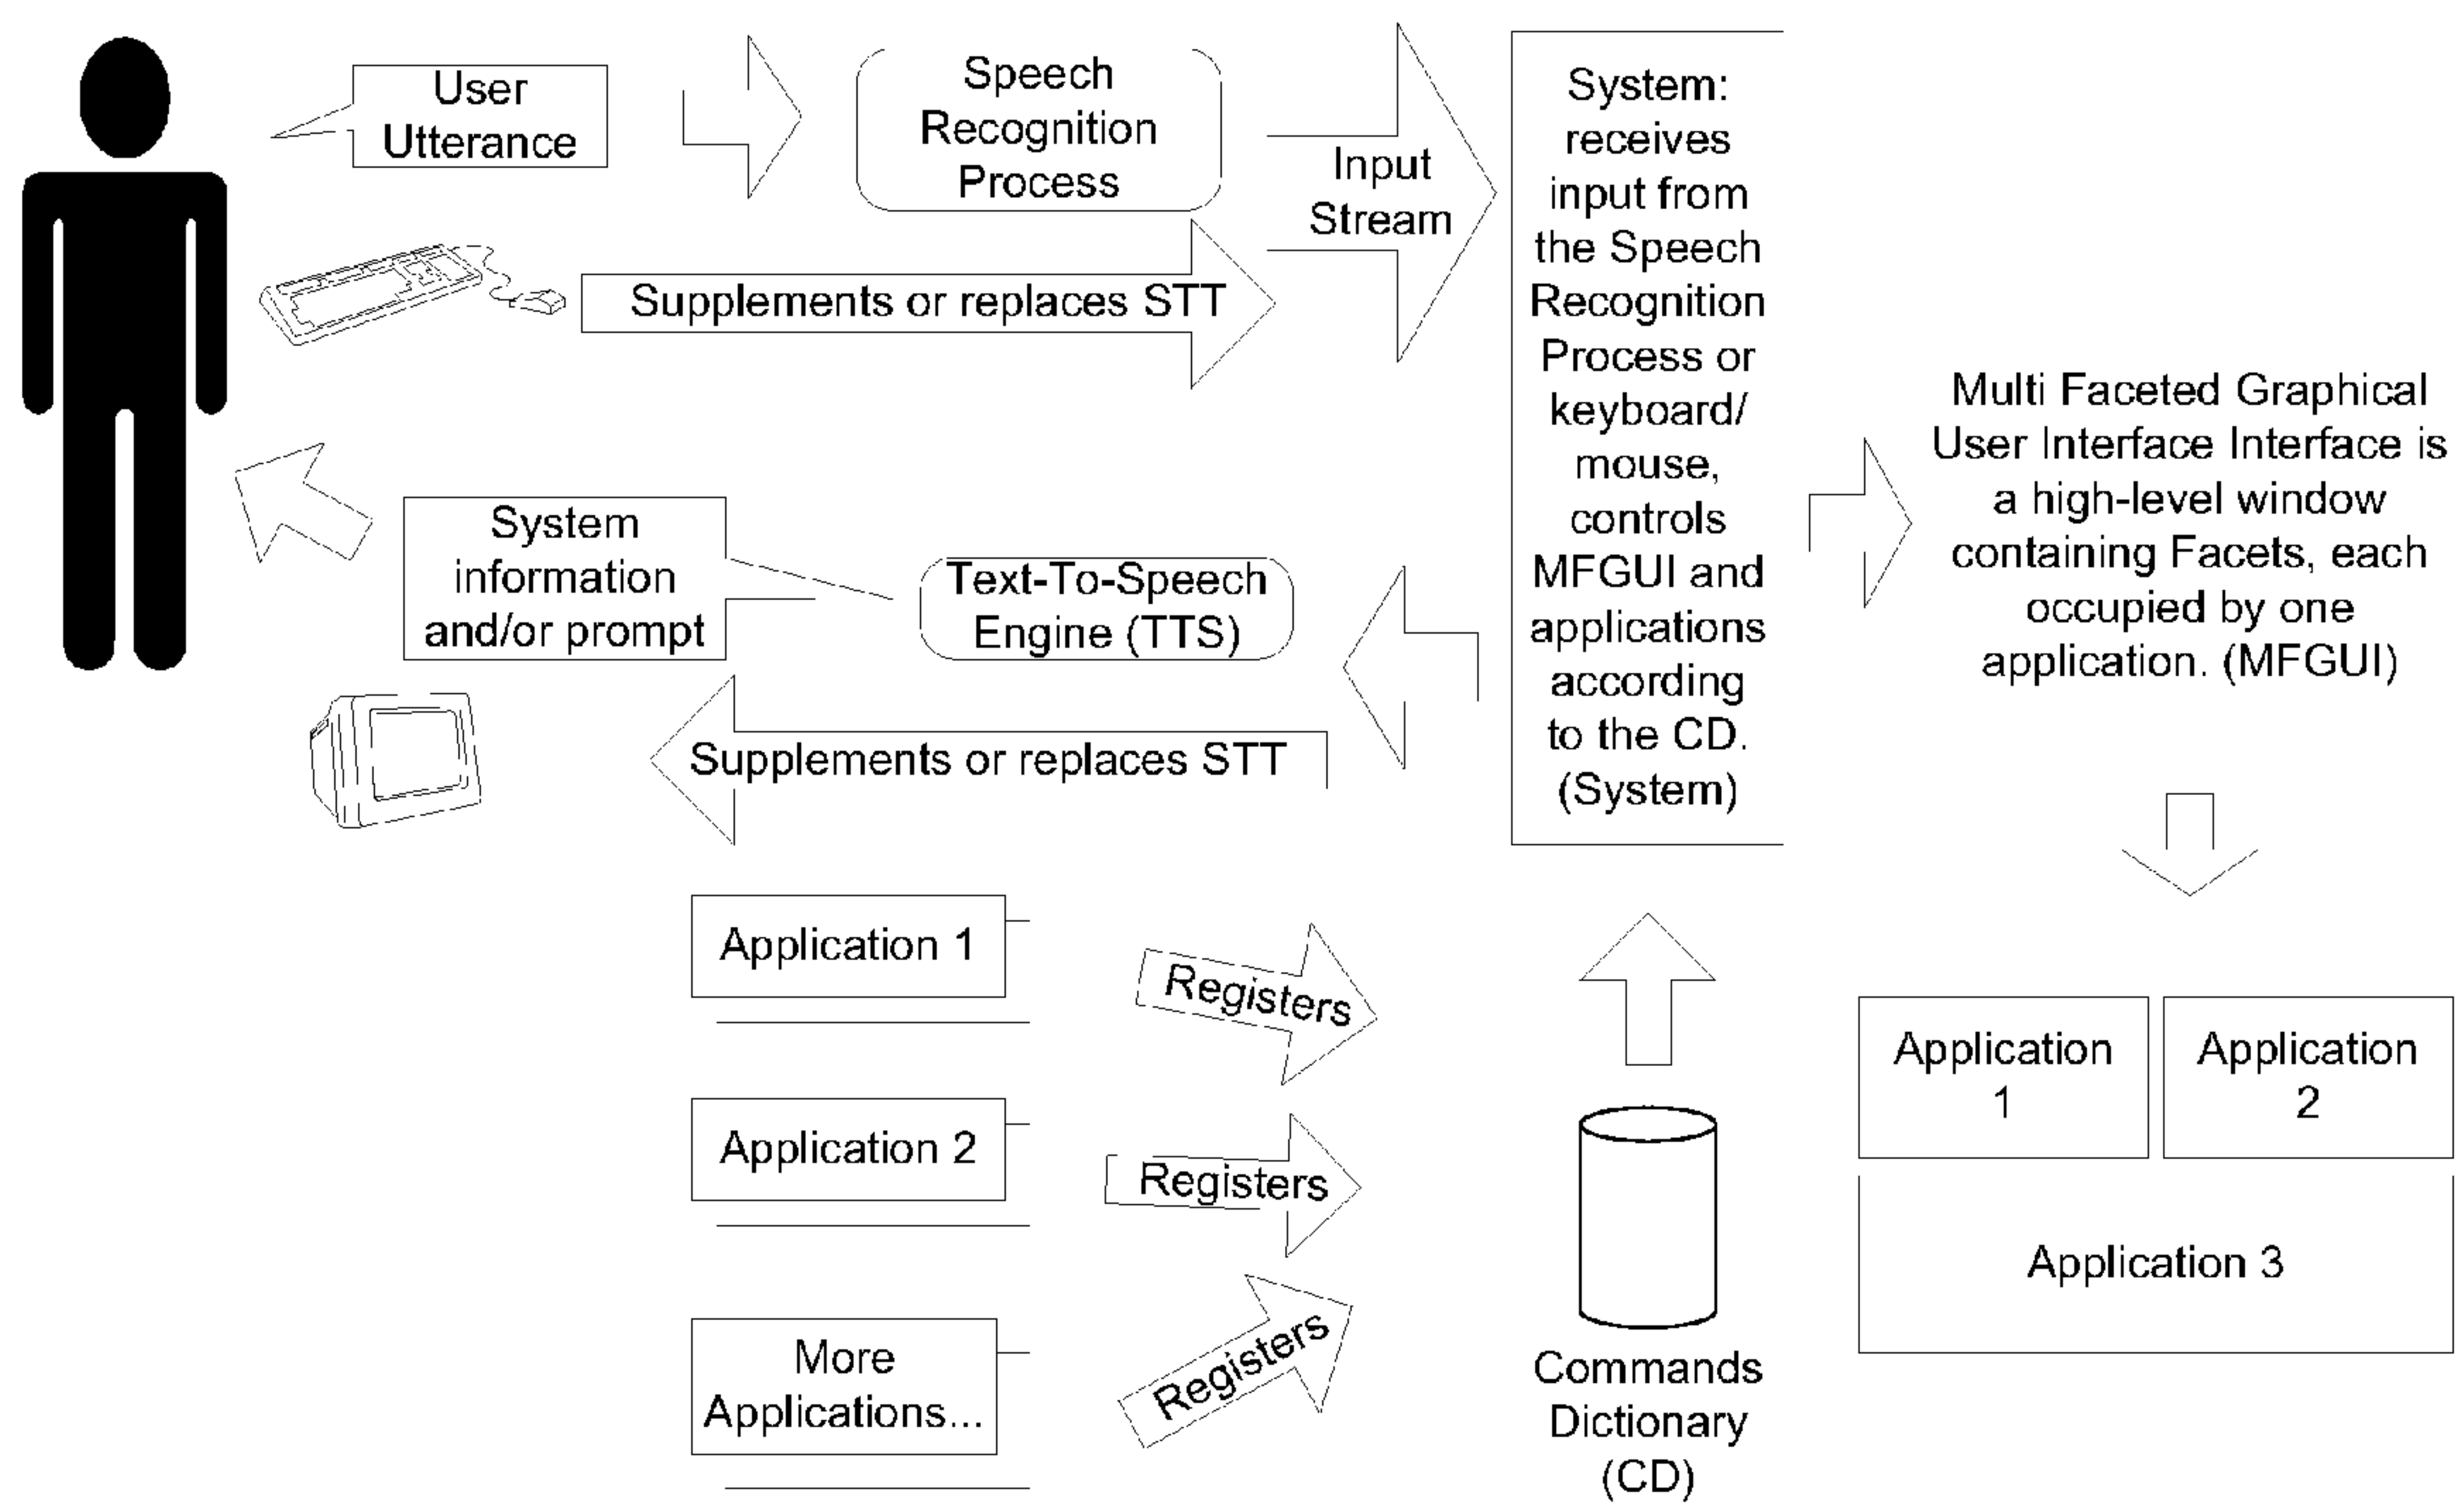 User
Utterance
Speech
Recognition
Process
Input
Stream
Supplements or replaces STT
System:
receives
input from
the Speech
Recognition
Process or
keyboard/
mouse,
controls
MFGUI and
applications
according
to the CD.
(System)
Multi Faceted Graphical
User Interface Interface is
a high-level window
containing Facets, each
occupied by one
application. (MFGUI)
System
information
and/or prompt
Text-To-Speech
Engine (TTS)
Supplements or replaces STT
Application 1
Registers
Application 2
Registers
More
Applications...
Registers
Commands
Dictionary
(CD)
Application
1
Application
2
Application 3